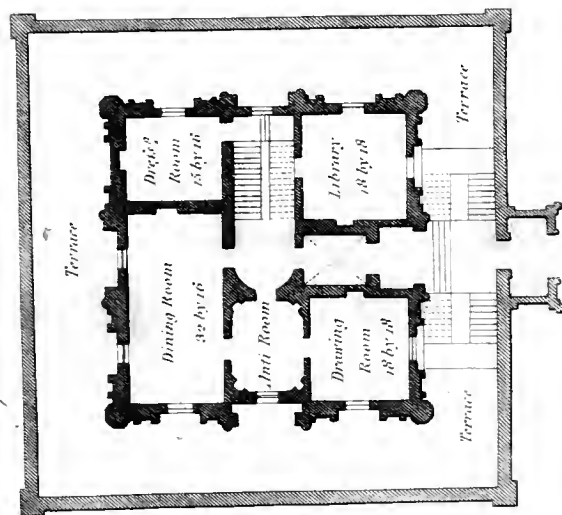 Terrace
Dreſsg
Room
15 by 16
Library
18 by 18
Terrace
Dining Room
32 by 16
Anti Room
Drawing
Room
18 by 18
Terrace